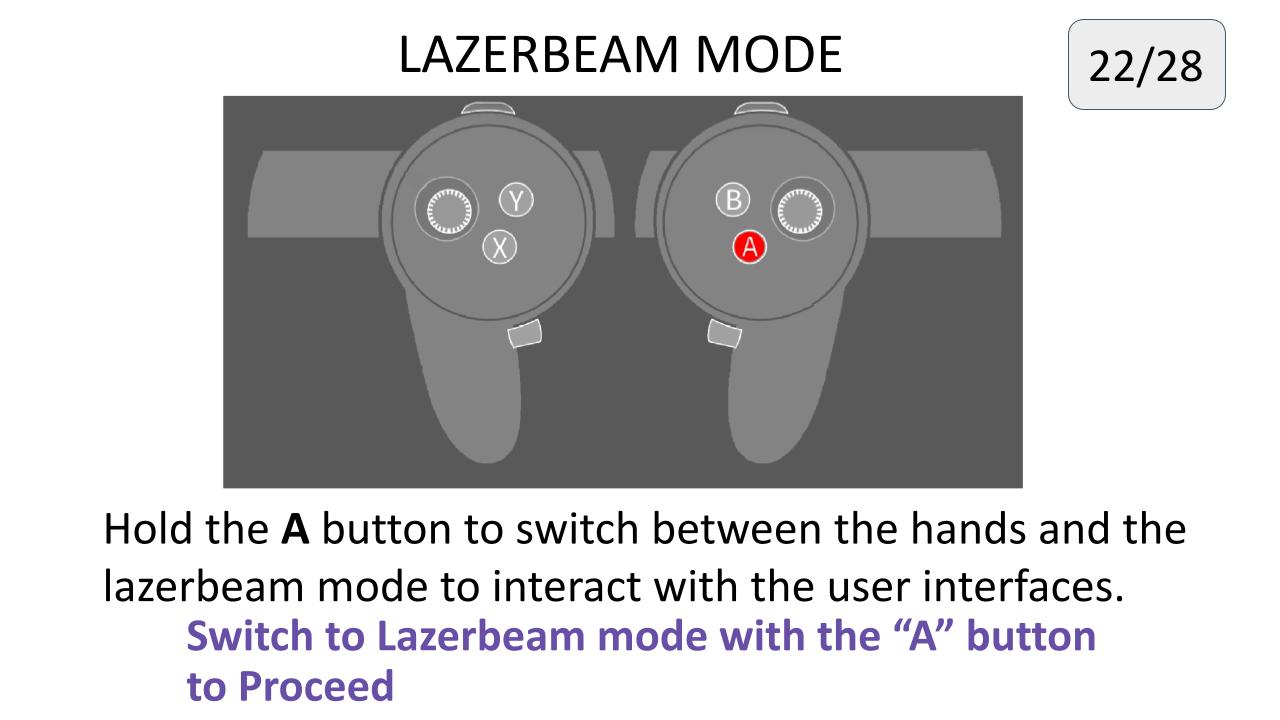 LAZERBEAM MODE
22/28
Y
B
X
A
Hold the A button to switch between the hands and the
lazerbeam mode to interact with the user interfaces.
Switch to Lazerbeam mode with the “A” button
to Proceed